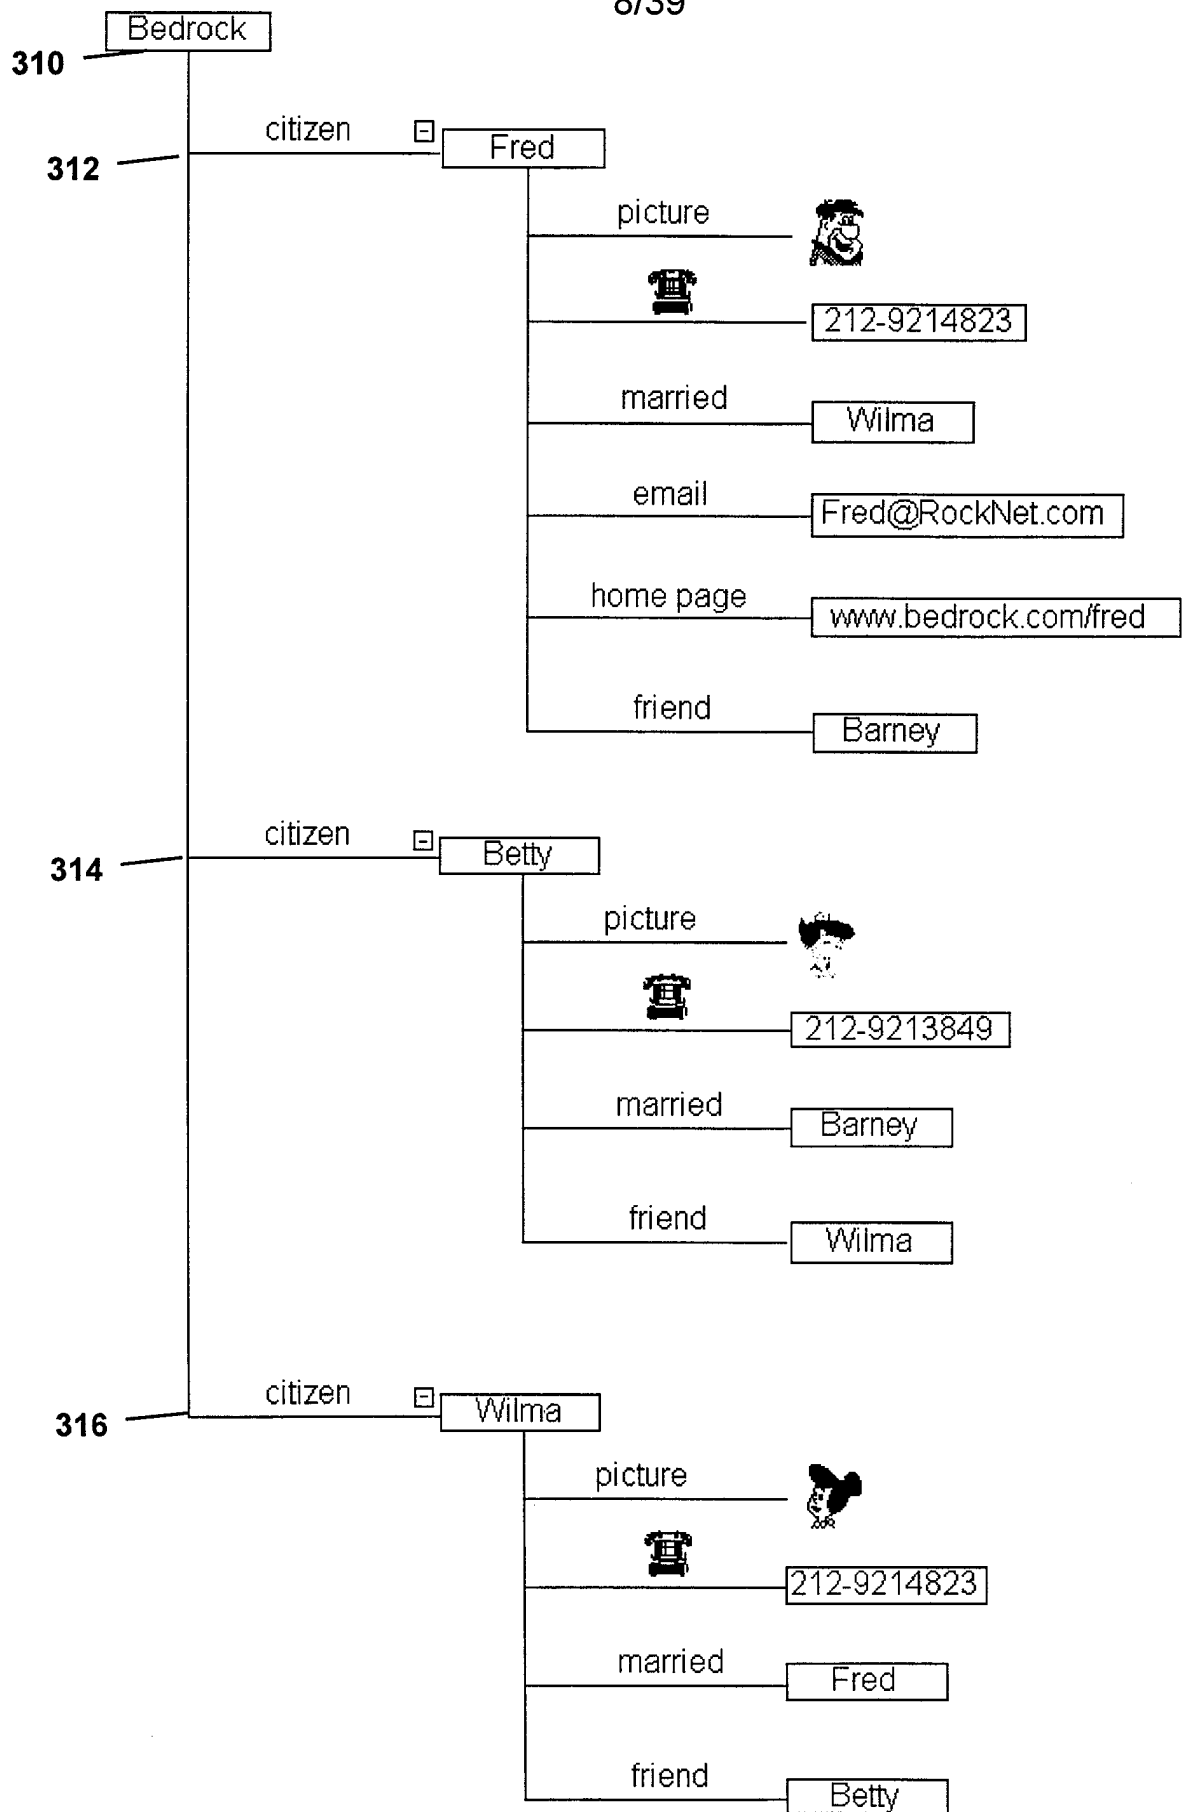 8/39
Bedrock
310
citizen
Fred
312
picture
212-9214823
married
Wilma
email
Fred@RockNet.com
home page
www.bedrock.com/fred
friend
Barney
citizen
Betty
314
picture
212-9213849
married
Barney
friend
Wilma
citizen
Wilma
316
picture
212-9214823
married
Fred
friend
Betty